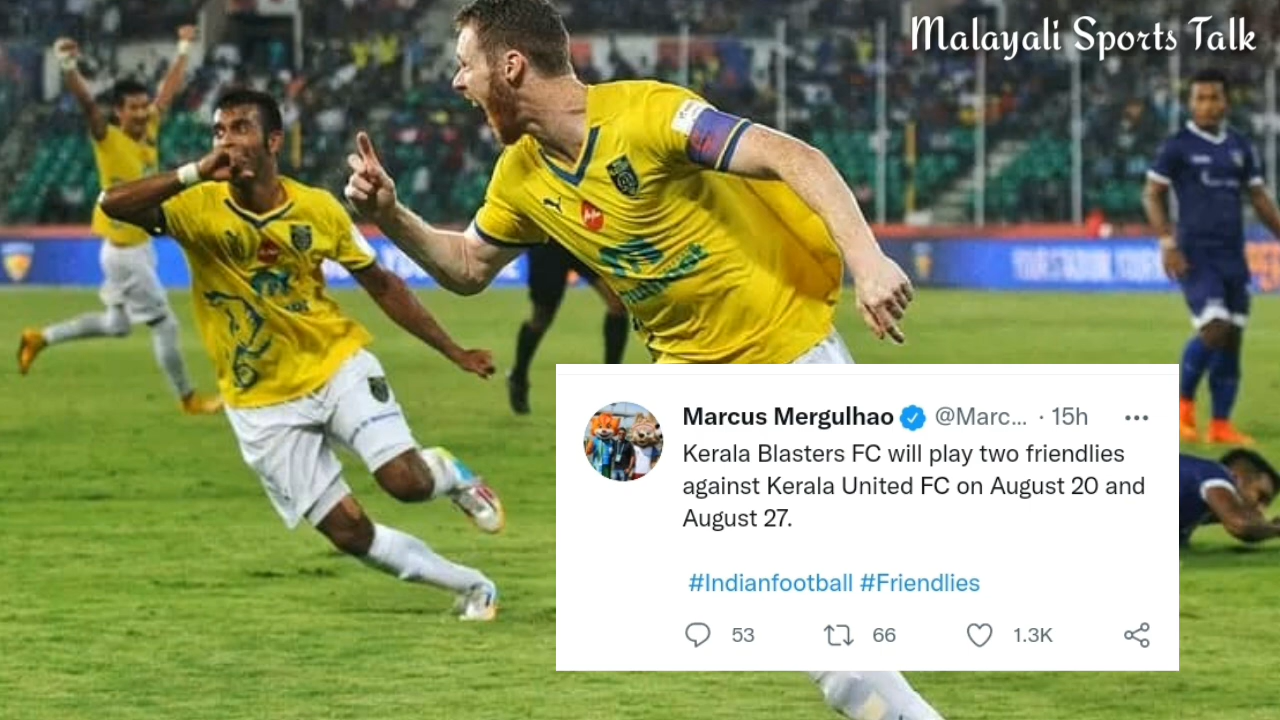 Malayali Sports Talk
Marcus Mergulhao @Marc... · 15h
Kerala Blasters FC will play two friendlies
against Kerala United FC on August 20 and
August 27.
#Indianfootball #Friendlies
53 66 1.3K